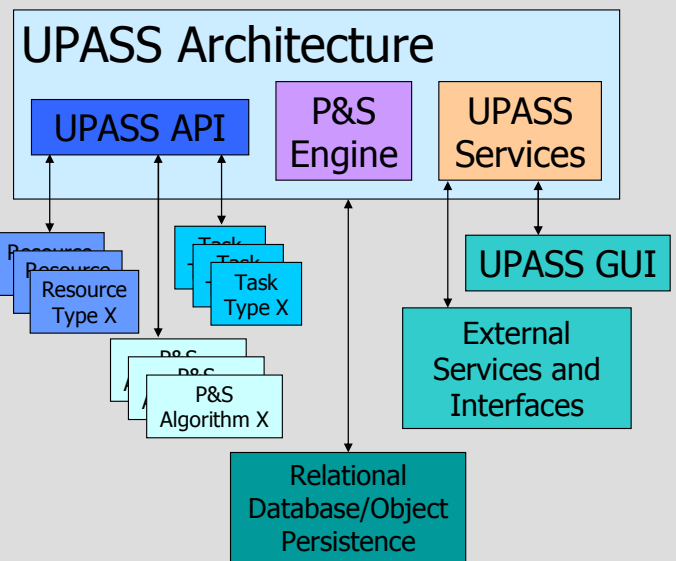 UPASS Architecture
UPASS API
P&S
Engine
UPASS
Services
Resource
Resource
Resource
Type X
Task
Task
Task
Type X
UPASS GUI
P&S
P&S
P&S
Algorithm X
External
Services and
Interfaces
Relational
Database/Object
Persistence